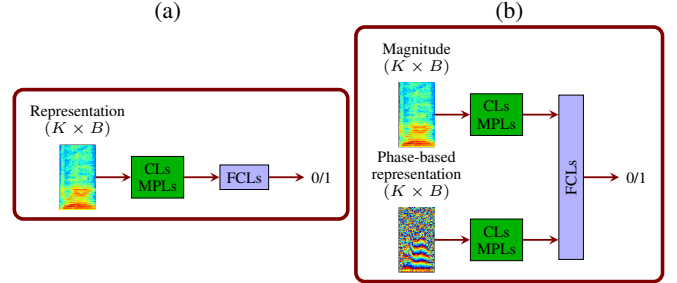 (a)
Representation
(K × B)
CLs
MPLs
FCLs
0/1
(b)
Magnitude
(K × B)
CLs
MPLs
Phase-based
representation
(K × B)
CLs
MPLs
FCLs
0/1